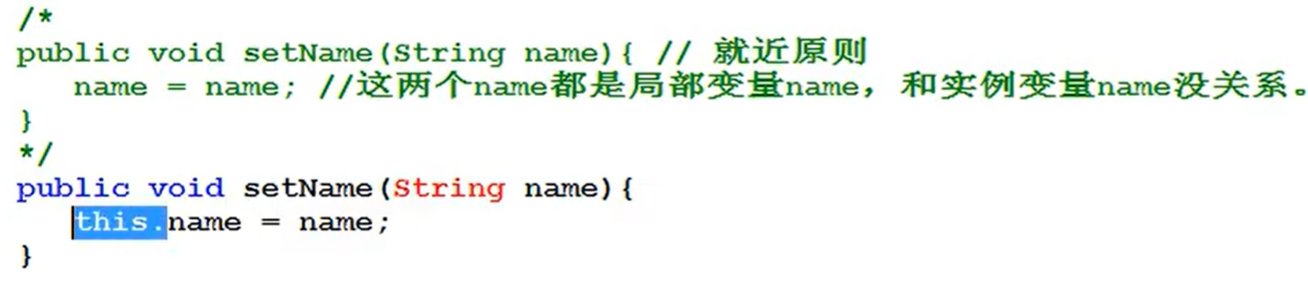 /*
public void setName(String name){ // 就近原则
   name = name; //这两个name都是局部变量name，和实例变量name没关系。
}
*/
public void setName(String name){
   this.name = name;
}